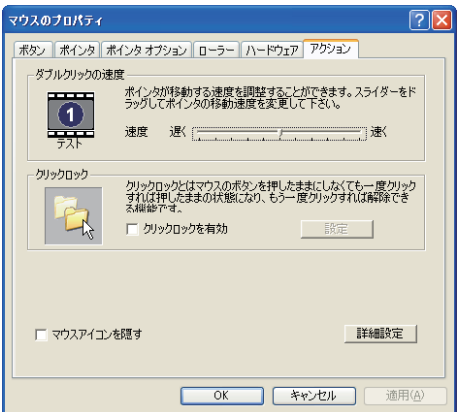 マウスのプロパティ
ボタン ポインタ ポインタ オプション ローラー ハードウェア アクション
ダブルクリックの速度
ポインタが移動する速度を調整することができます。スライダーをド
ラッグしてポインタの移動速度を変更して下さい。
1
テスト
速度 遅く 速く
クリックロック
クリックロックとはマウスのボタンを押したままにしなくても一度クリック
すれば押したままの状態になり、もう一度クリックすれば解除でき
る機能です。
クリックロックを有効 設定
マウスアイコンを隠す 詳細設定
OK キャンセル 適用(A)